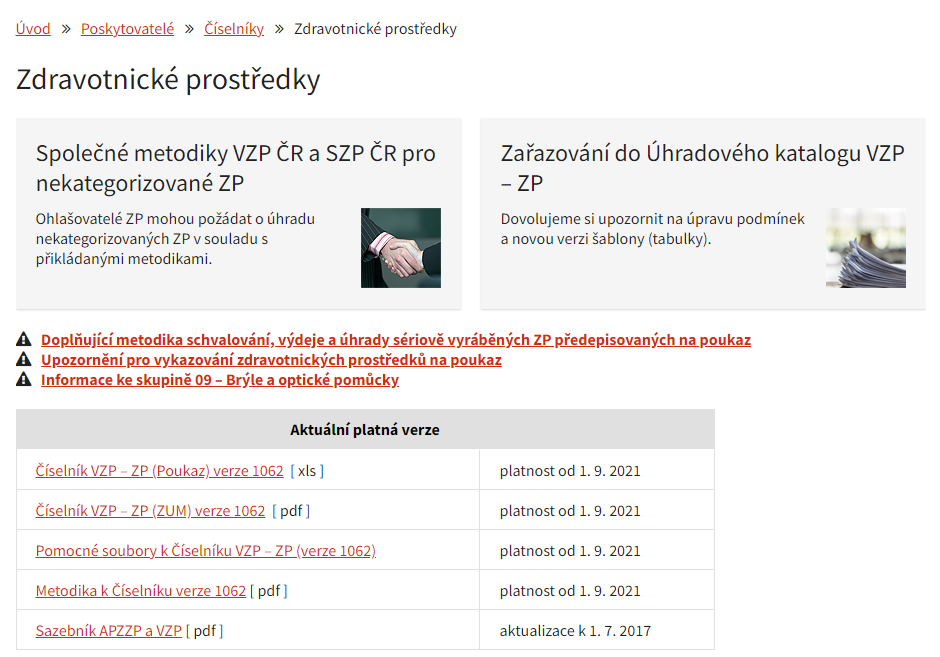 Úvod » Poskytovatelé » Číselníky » Zdravotnické prostředky
Zdravotnické prostředky
Společné metodiky VZP ČR a SZP ČR pro
nekategorizované ZP
Ohlašovatelé ZP mohou požádat o úhradu
nekategorizovaných ZP v souladu s
přikládanými metodikami.
Zařazování do Úhradového katalogu VZP
– ZP
Dovolujeme si upozornit na úpravu podmínek
a novou verzi šablony (tabulky).
Doplňující metodika schvalování, výdeje a úhrady sériově vyráběných ZP předepisovaných na poukaz
Upozornění pro vykazování zdravotnických prostředků na poukaz
Informace ke skupině 09 – Brýle a optické pomůcky
Aktuální platná verze
Číselník VZP – ZP (Poukaz) verze 1062 [ xls ] platnost od 1. 9. 2021
Číselník VZP – ZP (ZUM) verze 1062 [ pdf ] platnost od 1. 9. 2021
Pomocné soubory k Číselníku VZP – ZP (verze 1062) platnost od 1. 9. 2021
Metodika k Číselníku verze 1062 [ pdf ] platnost od 1. 9. 2021
Sazebník APZZP a VZP [ pdf ] aktualizace k 1. 7. 2017